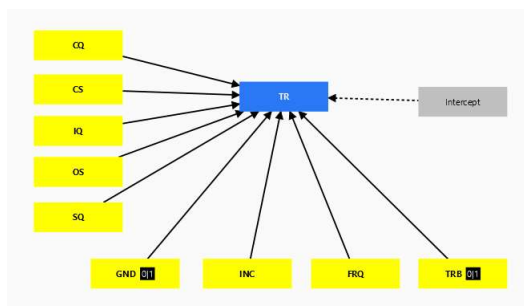 CQ
CS
TR
Intercept
IQ
OS
SQ
GND 0|1
INC
FRQ
TRB 0|1